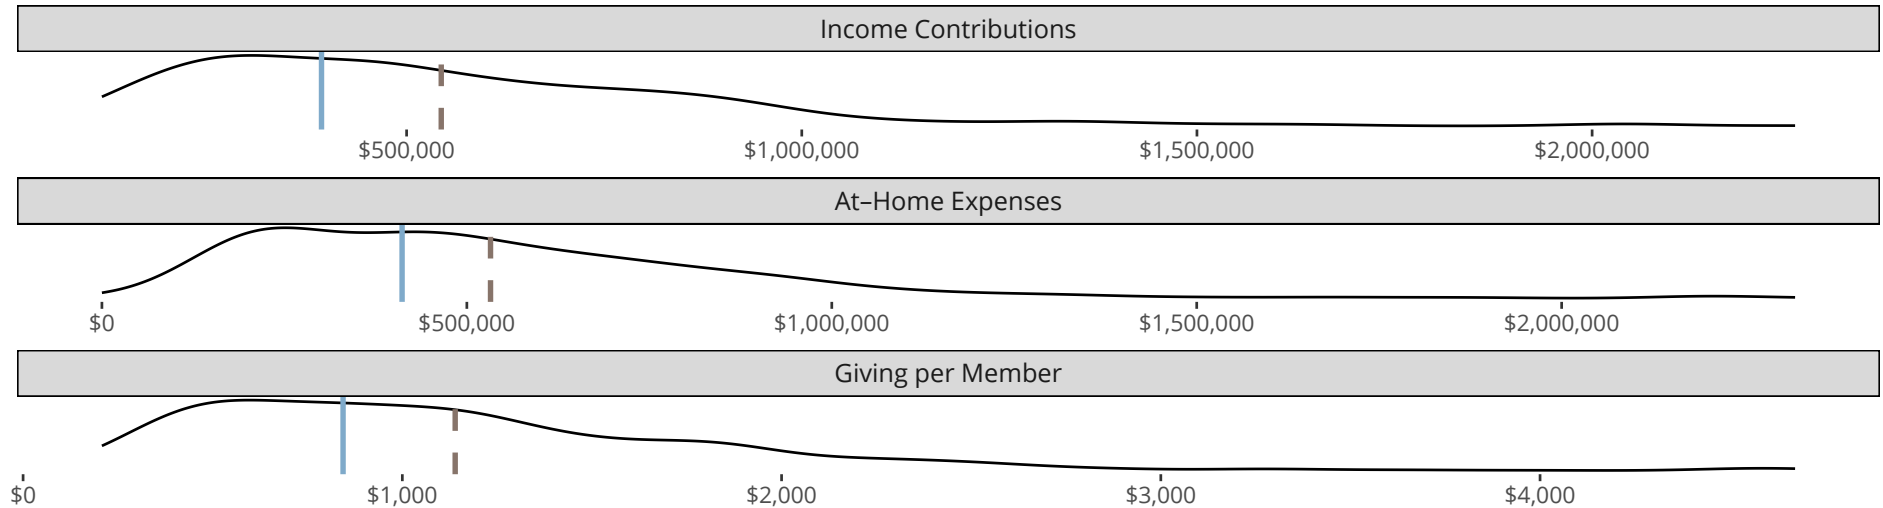 Income Contributions
$500,000 $1,000,000 $1,500,000 $2,000,000
At–Home Expenses
$0 $500,000 $1,000,000 $1,500,000 $2,000,000
Giving per Member
$0 $1,000 $2,000 $3,000 $4,000